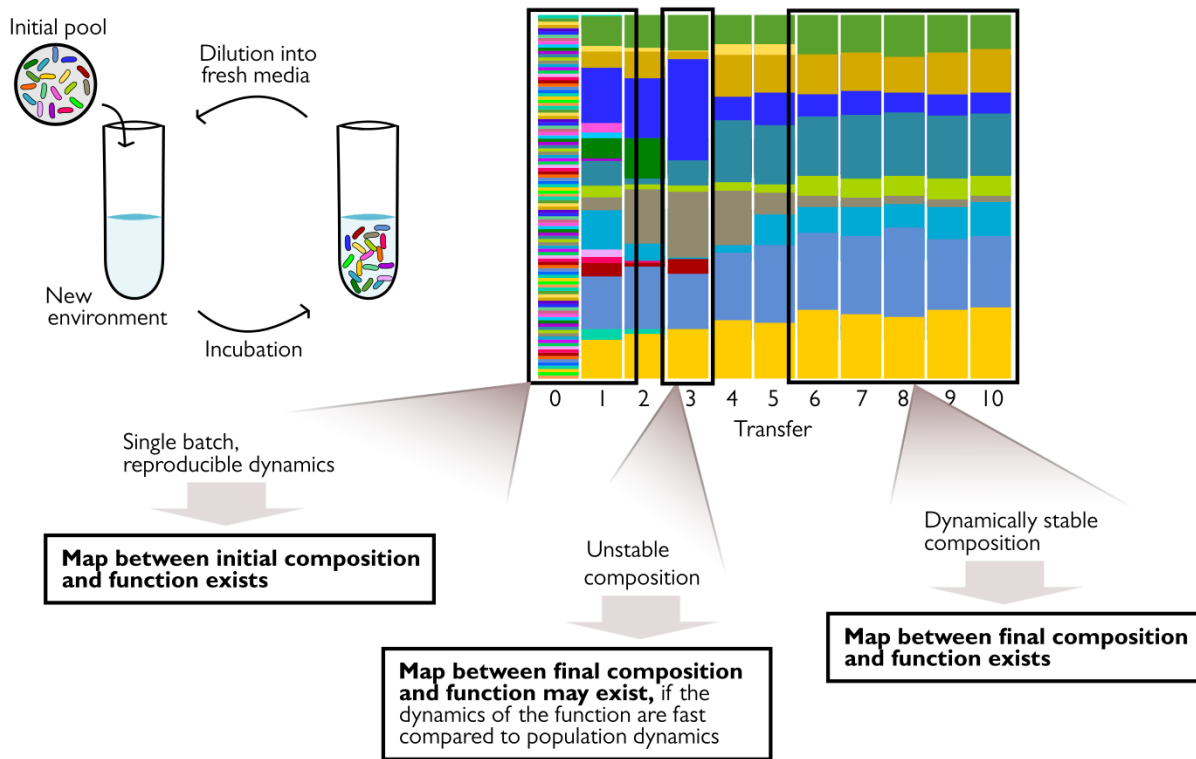 Initial pool
Dilution into
fresh media
New
environment
Incubation
0 1 2 3 4 5 6 7 8 9 10
Transfer
Single batch,
reproducible dynamics
Map between initial composition
and function exists
Unstable
composition
Map between final composition
and function may exist, if the
dynamics of the function are fast
compared to population dynamics
Dynamically stable
composition
Map between final composition
and function exists